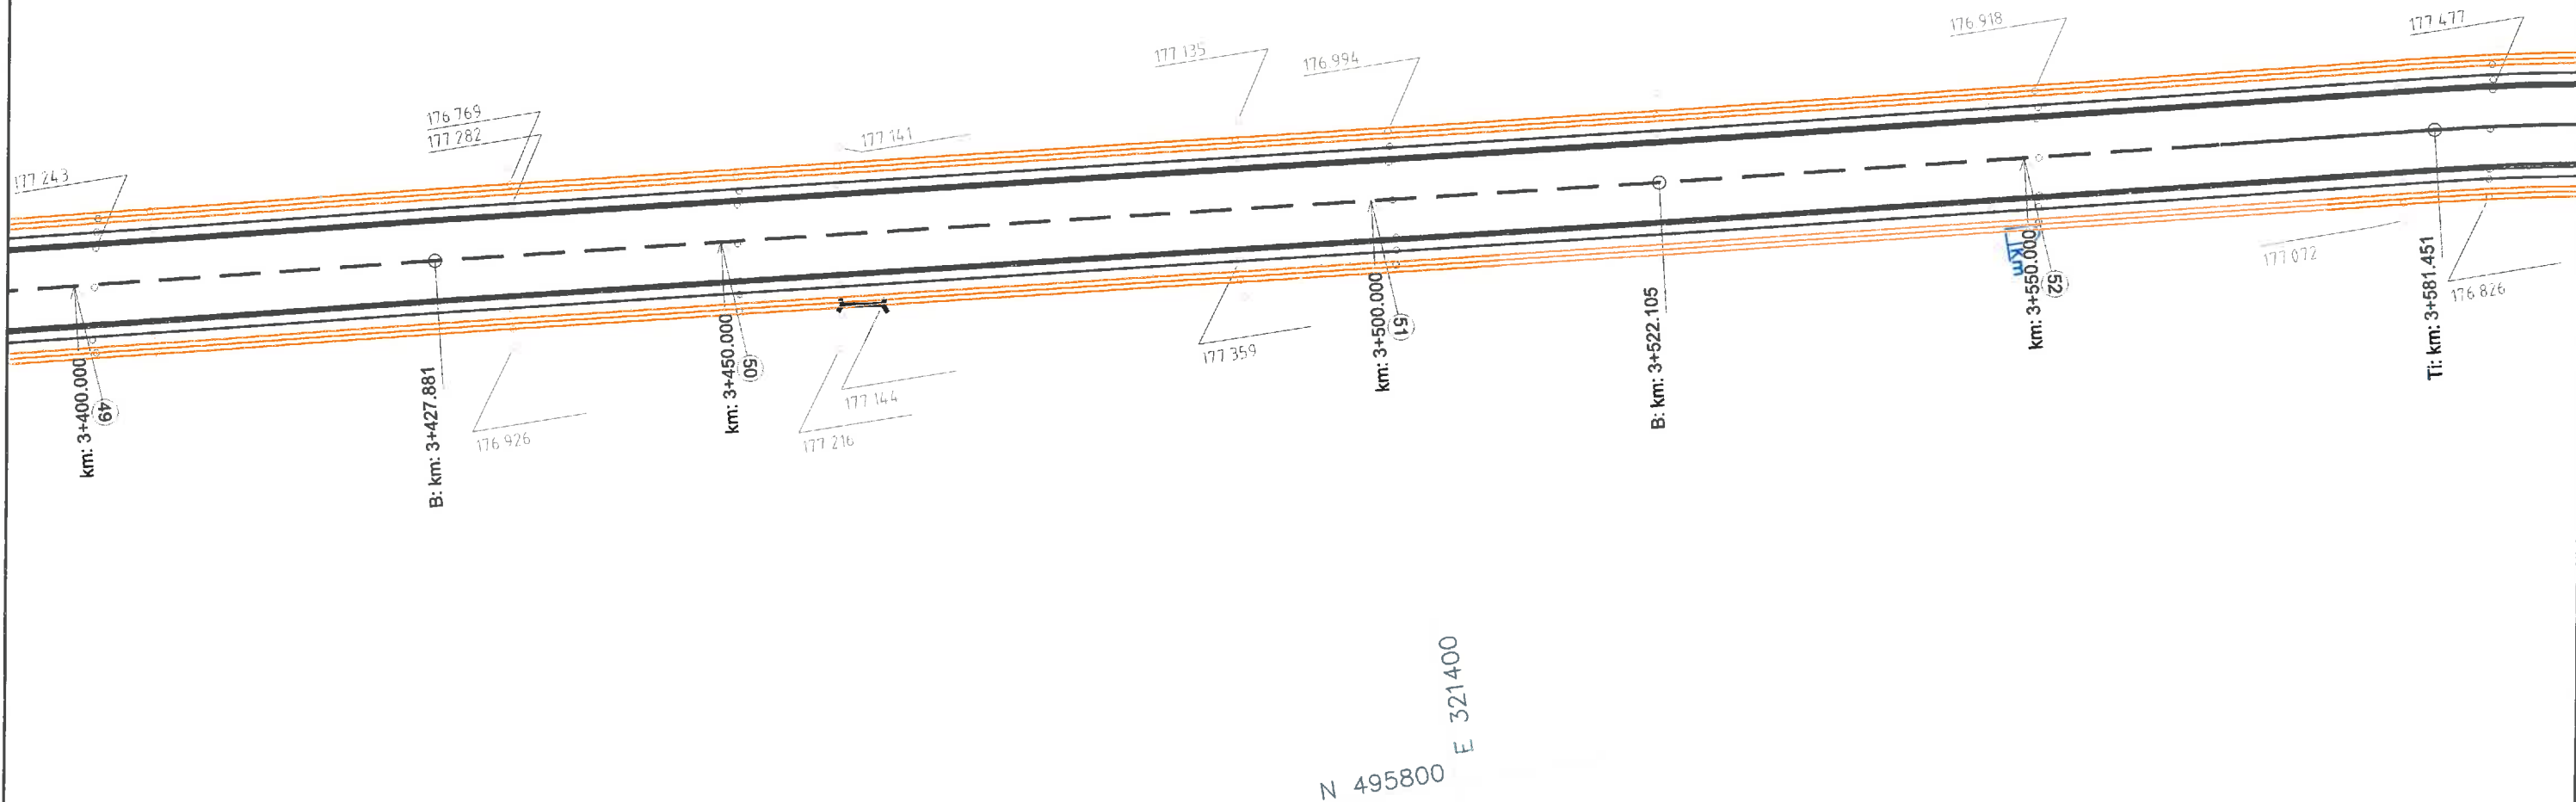 176 918
177 477
177 135
176 994
176 769
177 282
177 141
177 243
177 072
176 826
km
177 359
177 144
177 216
176 926
km: 3+400.000
49
B: km: 3+427.881
km: 3+450.000
50
km: 3+500.000
51
B: km: 3+522.105
km: 3+550.000
52
Ti: km: 3+581.451
E 321400
N 495800